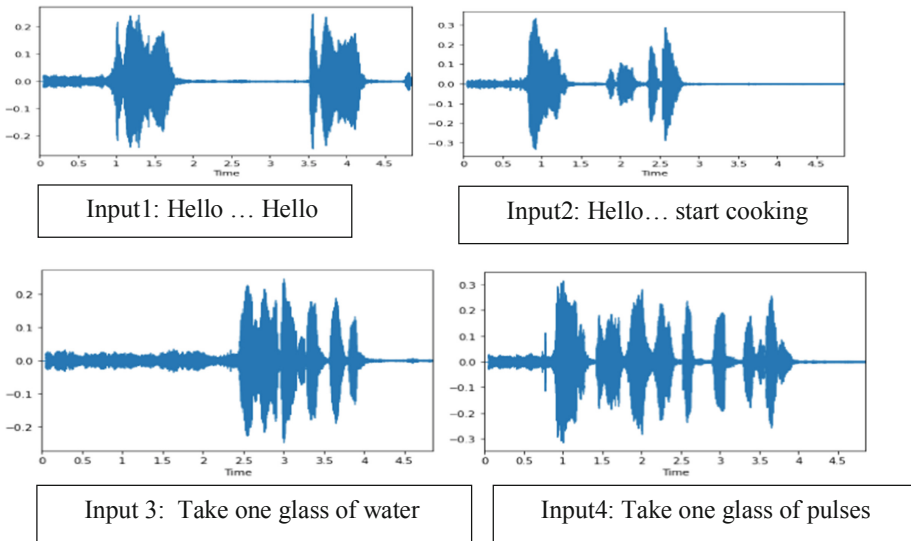 0.2
0.1
0.0
−0.1
−0.2
0 0.5 1 1.5 2 2.5 3 3.5 4 4.5
Time
Input1: Hello … Hello
0.3
0.2
0.1
0.0
−0.1
−0.2
−0.3
0 0.5 1 1.5 2 2.5 3 3.5 4 4.5
Time
Input2: Hello… start cooking
0.2
0.1
0.0
−0.1
−0.2
0 0.5 1 1.5 2 2.5 3 3.5 4 4.5
Time
Input 3: Take one glass of water
0.3
0.2
0.1
0.0
−0.1
−0.2
−0.3
0 0.5 1 1.5 2 2.5 3 3.5 4 4.5
Time
Input4: Take one glass of pulses